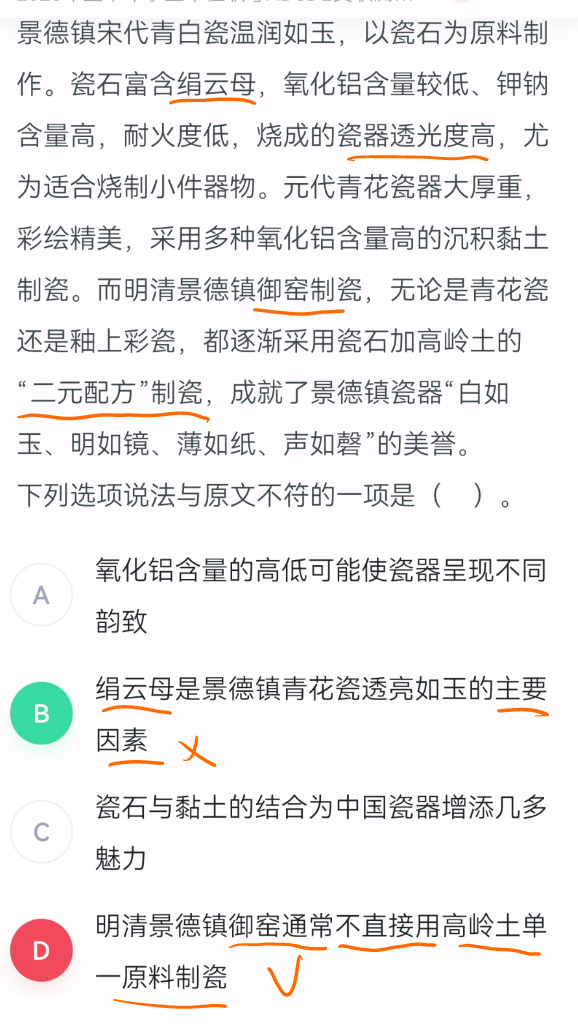 景德镇宋代青白瓷温润如玉，以瓷石为原料制
作。瓷石富含绢云母，氧化铝含量较低、钾钠
含量高，耐火度低，烧成的瓷器透光度高，尤
为适合烧制小件器物。元代青花瓷器大厚重，
彩绘精美，采用多种氧化铝含量高的沉积黏土
制瓷。而明清景德镇御窑制瓷，无论是青花瓷
还是釉上彩瓷，都逐渐采用瓷石加高岭土的
“二元配方”制瓷，成就了景德镇瓷器“白如
玉、明如镜、薄如纸、声如磬”的美誉。
下列选项说法与原文不符的一项是（ ）。
A 氧化铝含量的高低可能使瓷器呈现不同
韵致
B 绢云母是景德镇青花瓷透亮如玉的主要
因素
C 瓷石与黏土的结合为中国瓷器增添几多
魅力
D 明清景德镇御窑通常不直接用高岭土单
一原料制瓷